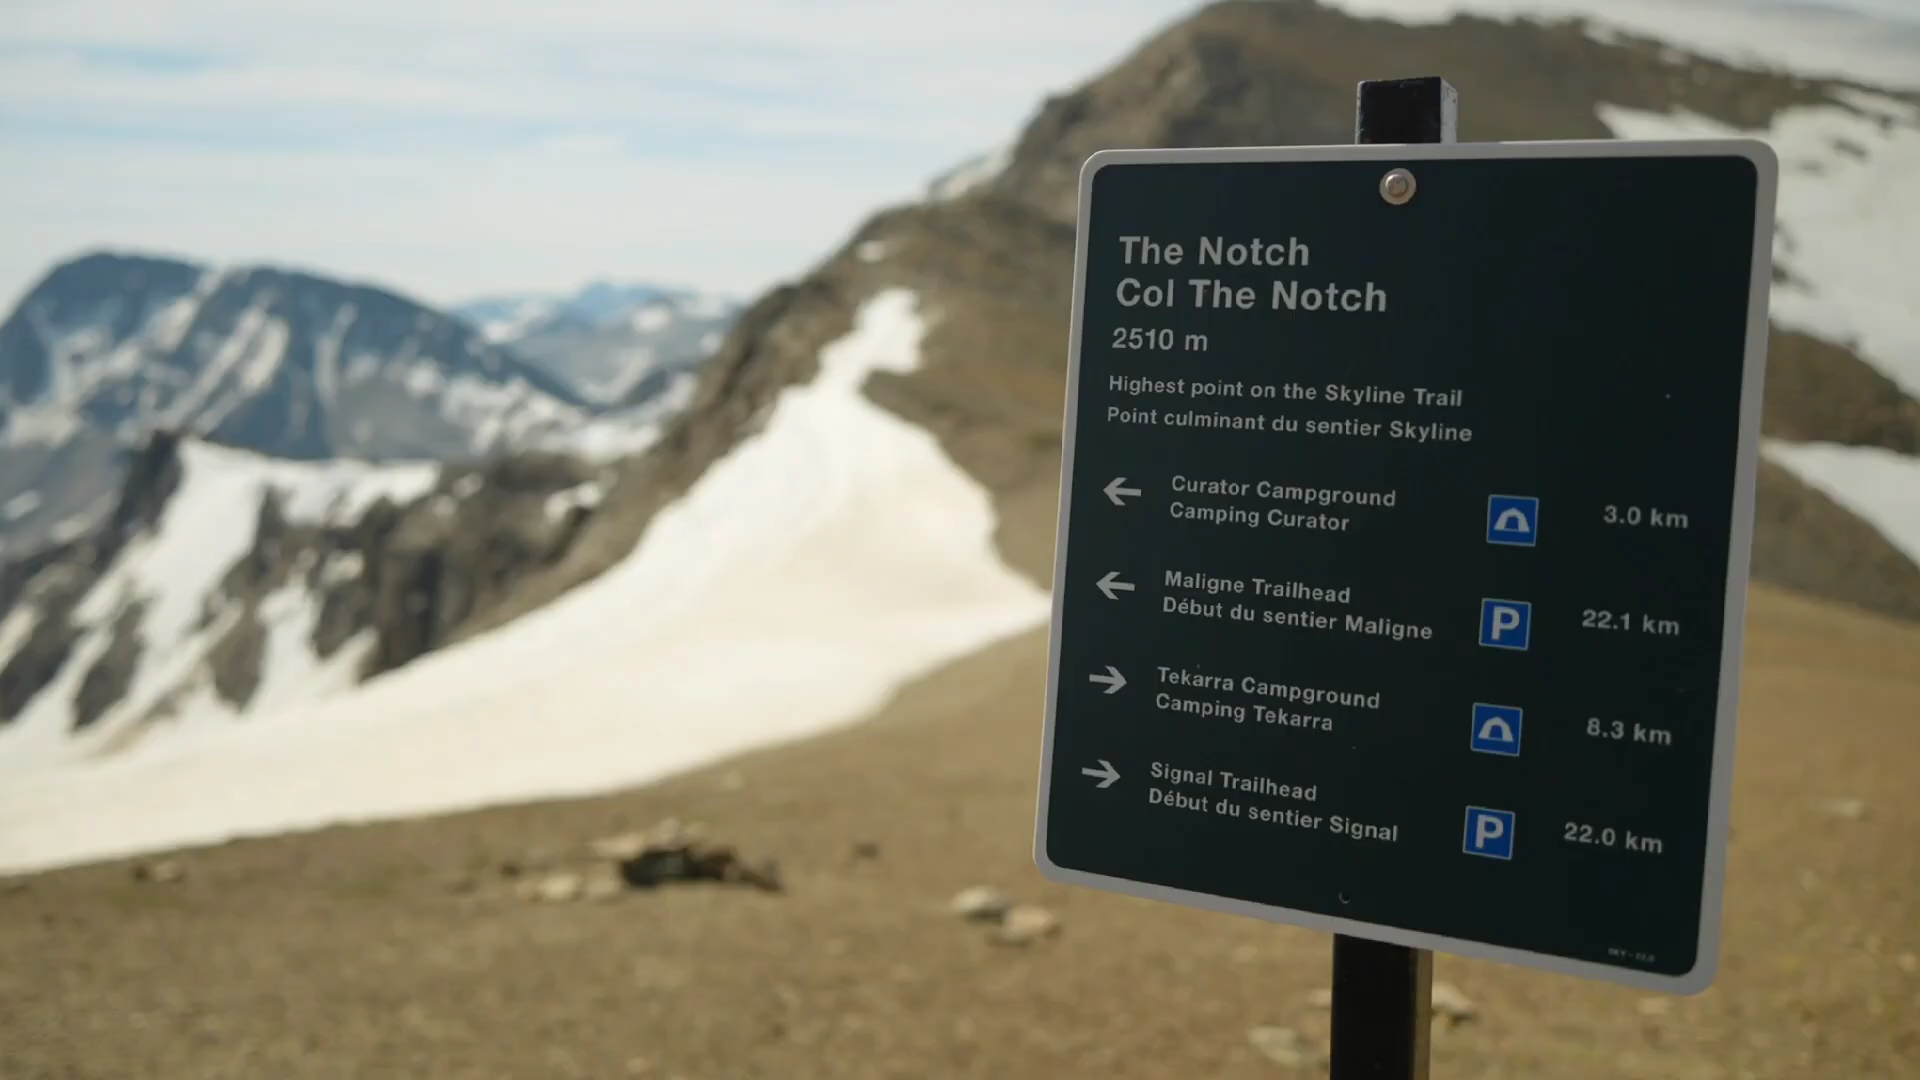 The Notch
Col The Notch
2510 m
Highest point on the Skyline Trail
Point culminant du sentier Skyline
Curator Campground
Camping Curator
3.0 km
Maligne Trailhead
Début du sentier Maligne
P
22.1 km
Tekarra Campground
Camping Tekarra
8.3 km
Signal Trailhead
Début du sentier Signal
P
22.0 km